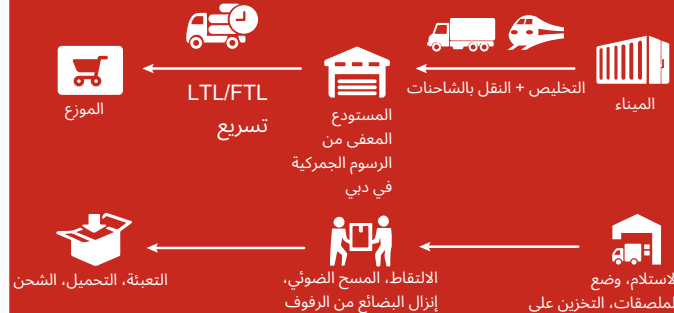 الميناء
التخليص + النقل بالشاحنات
المستودع
المعفى من
الرسوم الجمركية
في دبي
LTL/FTL
تسريع
الموزع
الاستلام، وضع
الملصقات، التخزين على
الالتقاط، المسح الضوئي،
إنزال البضائع من الرفوف
التعبئة، التحميل، الشحن